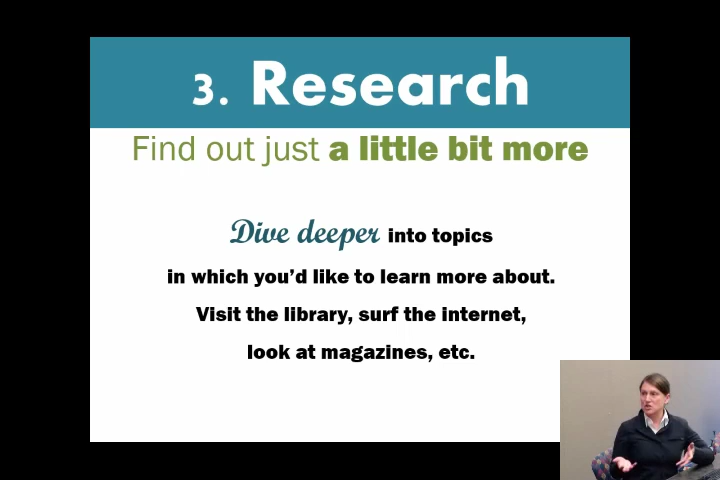 3. Research
Find out just a little bit more
Dive deeper into topics
in which you'd like to learn more about.
Visit the library, surf the internet,
look at magazines, etc.